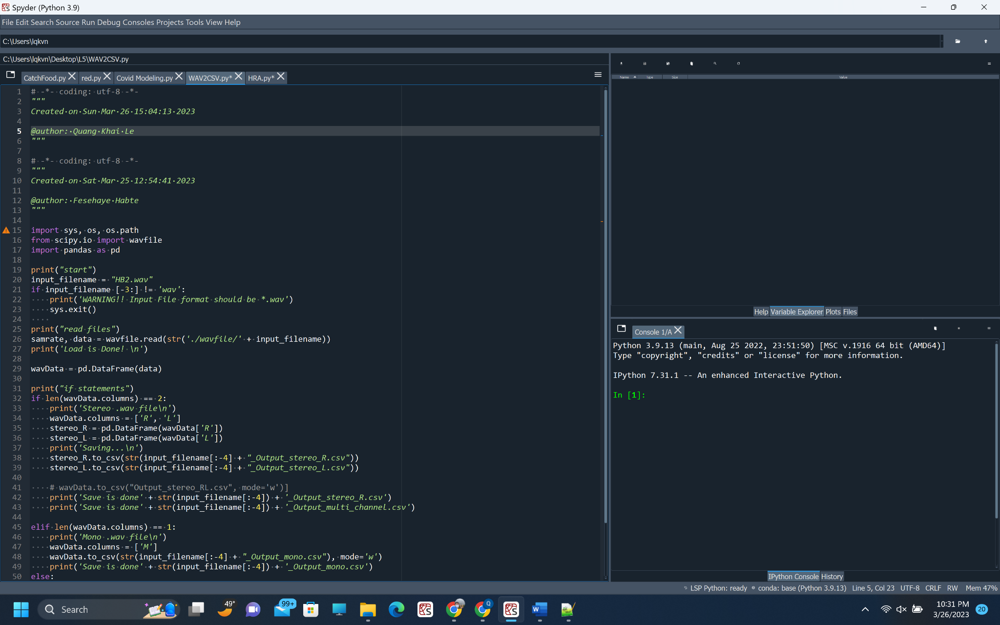 Spyder (Python 3.9)
File Edit Search Source Run Debug Consoles Projects Tools View Help
C:\Users\lqkvn
C:\Users\lqkvn\Desktop\L5\WAV2CSV.py
CatchFood.py red.py Covid Modeling.py WAV2CSV.py* HRA.py*
1 # -*- coding: utf-8 -*-
2 """
3 Created on Sun Mar 26 15:04:13 2023
4
5 @author: Quang Khai Le
6 """
7
8 # -*- coding: utf-8 -*-
9 """
10 Created on Sat Mar 25 12:54:41 2023
11
12 @author: Fesehaye Habte
13 """
14
15 import sys, os, os.path
16 from scipy.io import wavfile
17 import pandas as pd
18
19 print("start")
20 input_filename = "HB2.wav"
21 if input_filename [-3:] != 'wav':
22     print('WARNING!! Input File format should be *.wav')
23     sys.exit()
24
25 print("read files")
26 samrate, data = wavfile.read(str('./wavfile/' + input_filename))
27 print('Load is Done! \n')
28
29 wavData = pd.DataFrame(data)
30
31 print("if statements")
32 if len(wavData.columns) == 2:
33     print('Stereo .wav file\n')
34     wavData.columns = ['R', 'L']
35     stereo_R = pd.DataFrame(wavData['R'])
36     stereo_L = pd.DataFrame(wavData['L'])
37     print('Saving...\n')
38     stereo_R.to_csv(str(input_filename[:-4] + "_Output_stereo_R.csv"))
39     stereo_L.to_csv(str(input_filename[:-4] + "_Output_stereo_L.csv"))
40
41     # wavData.to_csv("Output_stereo_RL.csv", mode='w')]
42     print('Save is done' + str(input_filename[:-4]) + '_Output_stereo_R.csv')
43     print('Save is done' + str(input_filename[:-4]) + '_Output_multi_channel.csv')
44
45 elif len(wavData.columns) == 1:
46     print('Mono .wav file\n')
47     wavData.columns = ['M']
48     wavData.to_csv(str(input_filename[:-4] + "_Output_mono.csv"), mode='w')
49     print('Save is done' + str(input_filename[:-4]) + '_Output_mono.csv')
50 else:
Name Type Size Value
Help Variable Explorer Plots Files
Console 1/A
Python 3.9.13 (main, Aug 25 2022, 23:51:50) [MSC v.1916 64 bit (AMD64)]
Type "copyright", "credits" or "license" for more information.
IPython 7.31.1 -- An enhanced Interactive Python.
In [1]:
IPython Console History
LSP Python: ready conda: base (Python 3.9.13) Line 5, Col 23 UTF-8 CRLF RW Mem 47%
Search 49° 99+ Q W 10:31 PM
3/26/2023 20